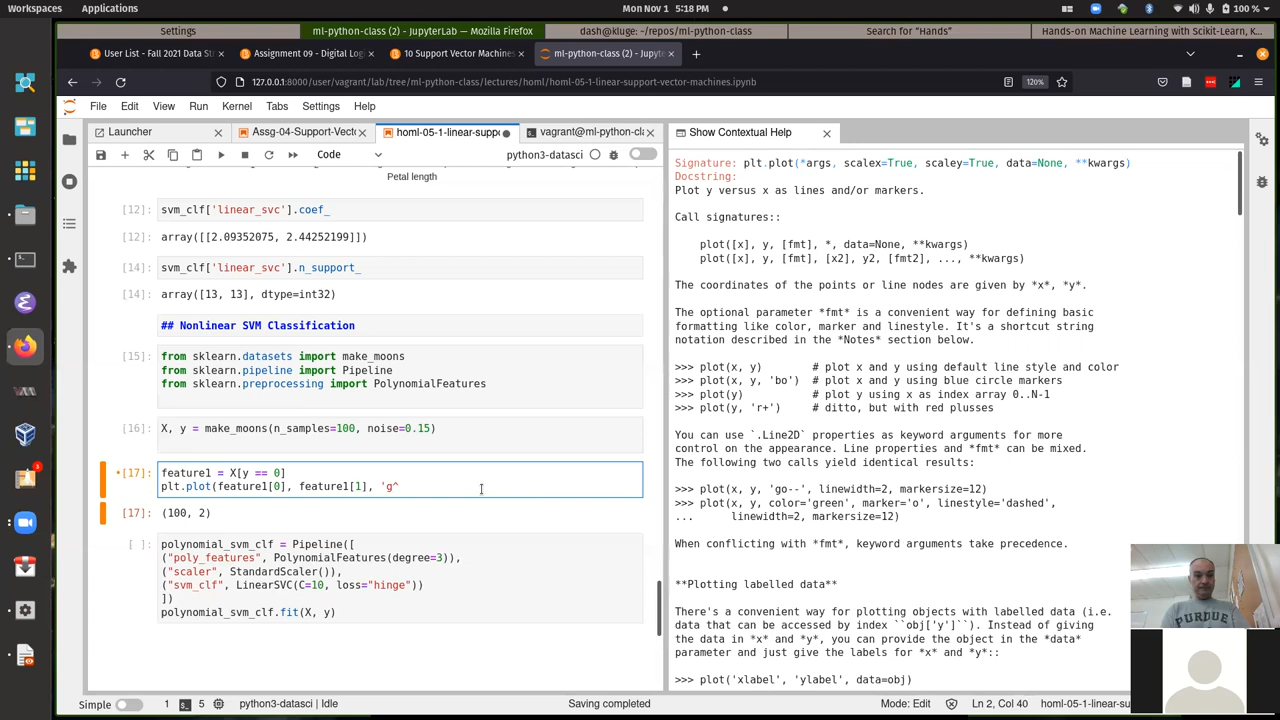 Workspaces
Applications
Mon Nov 1 5:18 PM
100 %
Settings
ml-python-class (2) - JupyterLab — Mozilla Firefox
dash@kluge: ~/repos/ml-python-class
Search for "Hands"
Hands-on Machine Learning with Scikit-Learn, K...
User List - Fall 2021 Data St
Assignment 09 - Digital Logi
10 Support Vector Machines
ml-python-class (2) - Jupyte
127.0.0.1:8000/user/vagrant/lab/tree/ml-python-class/lectures/homl/homl-05-1-linear-support-vector-machines.ipynb
120%
File Edit View Run Kernel Tabs Settings Help
Launcher
Assg-04-Support-Vecto
homl-05-1-linear-suppo
vagrant@ml-python-cla
Show Contextual Help
Code
python3-datasci
Petal length
[12]: svm_clf['linear_svc'].coef_
[12]: array([[2.09352075, 2.44252199]])
[14]: svm_clf['linear_svc'].n_support_
[14]: array([13, 13], dtype=int32)
## Nonlinear SVM Classification
[15]: from sklearn.datasets import make_moons
from sklearn.pipeline import Pipeline
from sklearn.preprocessing import PolynomialFeatures
[16]: X, y = make_moons(n_samples=100, noise=0.15)
[17]: feature1 = X[y == 0]
plt.plot(feature1[0], feature1[1], 'g^
[17]: (100, 2)
[ ]: polynomial_svm_clf = Pipeline([
("poly_features", PolynomialFeatures(degree=3)),
("scaler", StandardScaler()),
("svm_clf", LinearSVC(C=10, loss="hinge"))
])
polynomial_svm_clf.fit(X, y)
Signature: plt.plot(*args, scalex=True, scaley=True, data=None, **kwargs)
Docstring:
Plot y versus x as lines and/or markers.
Call signatures::
plot([x], y, [fmt], *, data=None, **kwargs)
plot([x], y, [fmt], [x2], y2, [fmt2], ..., **kwargs)
The coordinates of the points or line nodes are given by *x*, *y*.
The optional parameter *fmt* is a convenient way for defining basic
formatting like color, marker and linestyle. It's a shortcut string
notation described in the *Notes* section below.
>>> plot(x, y) # plot x and y using default line style and color
>>> plot(x, y, 'bo') # plot x and y using blue circle markers
>>> plot(y) # plot y using x as index array 0..N-1
>>> plot(y, 'r+') # ditto, but with red plusses
You can use `.Line2D` properties as keyword arguments for more
control on the appearance. Line properties and *fmt* can be mixed.
The following two calls yield identical results:
>>> plot(x, y, 'go--', linewidth=2, markersize=12)
>>> plot(x, y, color='green', marker='o', linestyle='dashed',
... linewidth=2, markersize=12)
When conflicting with *fmt*, keyword arguments take precedence.
**Plotting labelled data**
There's a convenient way for plotting objects with labelled data (i.e.
data that can be accessed by index ``obj['y']``). Instead of giving
the data in *x* and *y*, you can provide the object in the *data*
parameter and just give the labels for *x* and *y*::
>>> plot('xlabel', 'ylabel', data=obj)
PURDUE
3
Simple
1
5
python3-datasci | Idle
Saving completed
Mode: Edit
Ln 2, Col 40
homl-05-1-linear-su